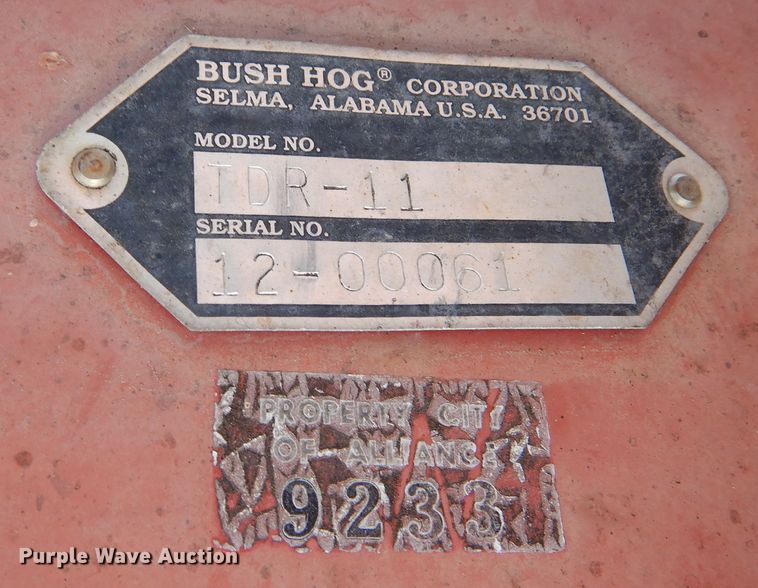 BUSH HOG® CORPORATION
SELMA, ALABAMA U.S.A. 36701
MODEL NO.
TDR-11
SERIAL NO.
12-00061
PROPERTY CITY
OF ALLIANCE
9233
Purple Wave Auction